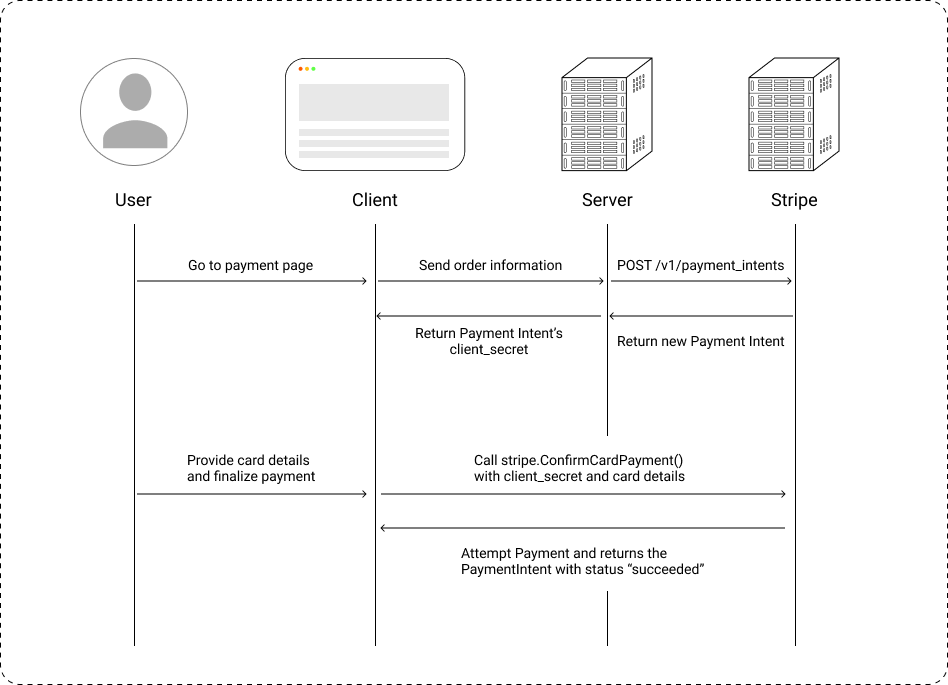 User
Client
Server
Stripe
Go to payment page
Send order information
POST /v1/payment_intents
Return Payment Intent’s
client_secret
Return new Payment Intent
Provide card details
and finalize payment
Call stripe.ConfirmCardPayment()
with client_secret and card details
Attempt Payment and returns the
PaymentIntent with status “succeeded”